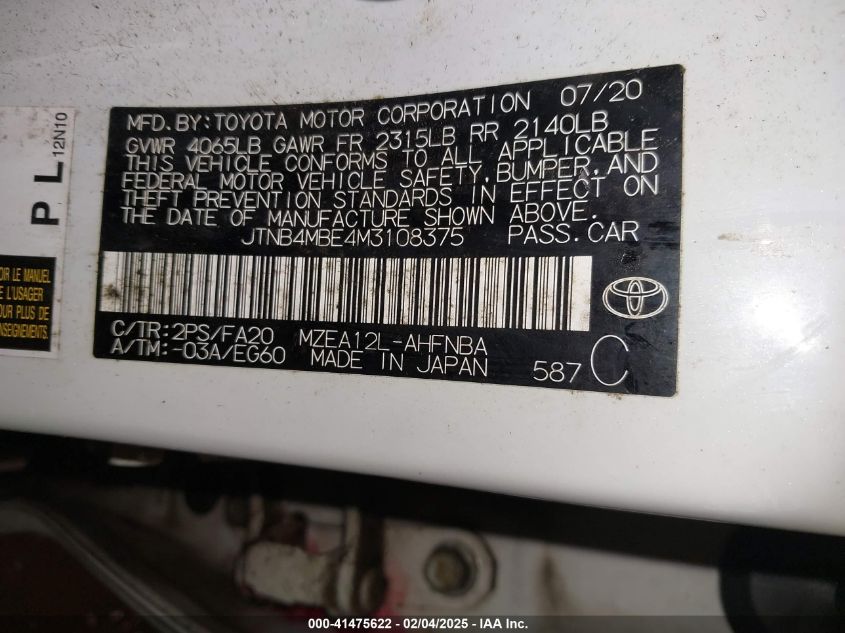 MFD. BY: TOYOTA MOTOR CORPORATION 07/20
GVWR 4065LB GAWR FR 2315LB RR 2140LB
THIS VEHICLE CONFORMS TO ALL APPLICABLE
FEDERAL MOTOR VEHICLE SAFETY, BUMPER, AND
THEFT PREVENTION STANDARDS IN EFFECT ON
THE DATE OF MANUFACTURE SHOWN ABOVE.
JTNB4MBE4M3108375 PASS. CAR
C/TR: 2PS/FA20 MZEA12L-AHFNBA
A/TM: -03A/EG60 MADE IN JAPAN 587 C
P L 12N10
OIR LE MANUEL
E L'USAGER
OUR PLUS DE
ENSEIGNEMENTS
000-41475622 - 02/04/2025 - IAA Inc.